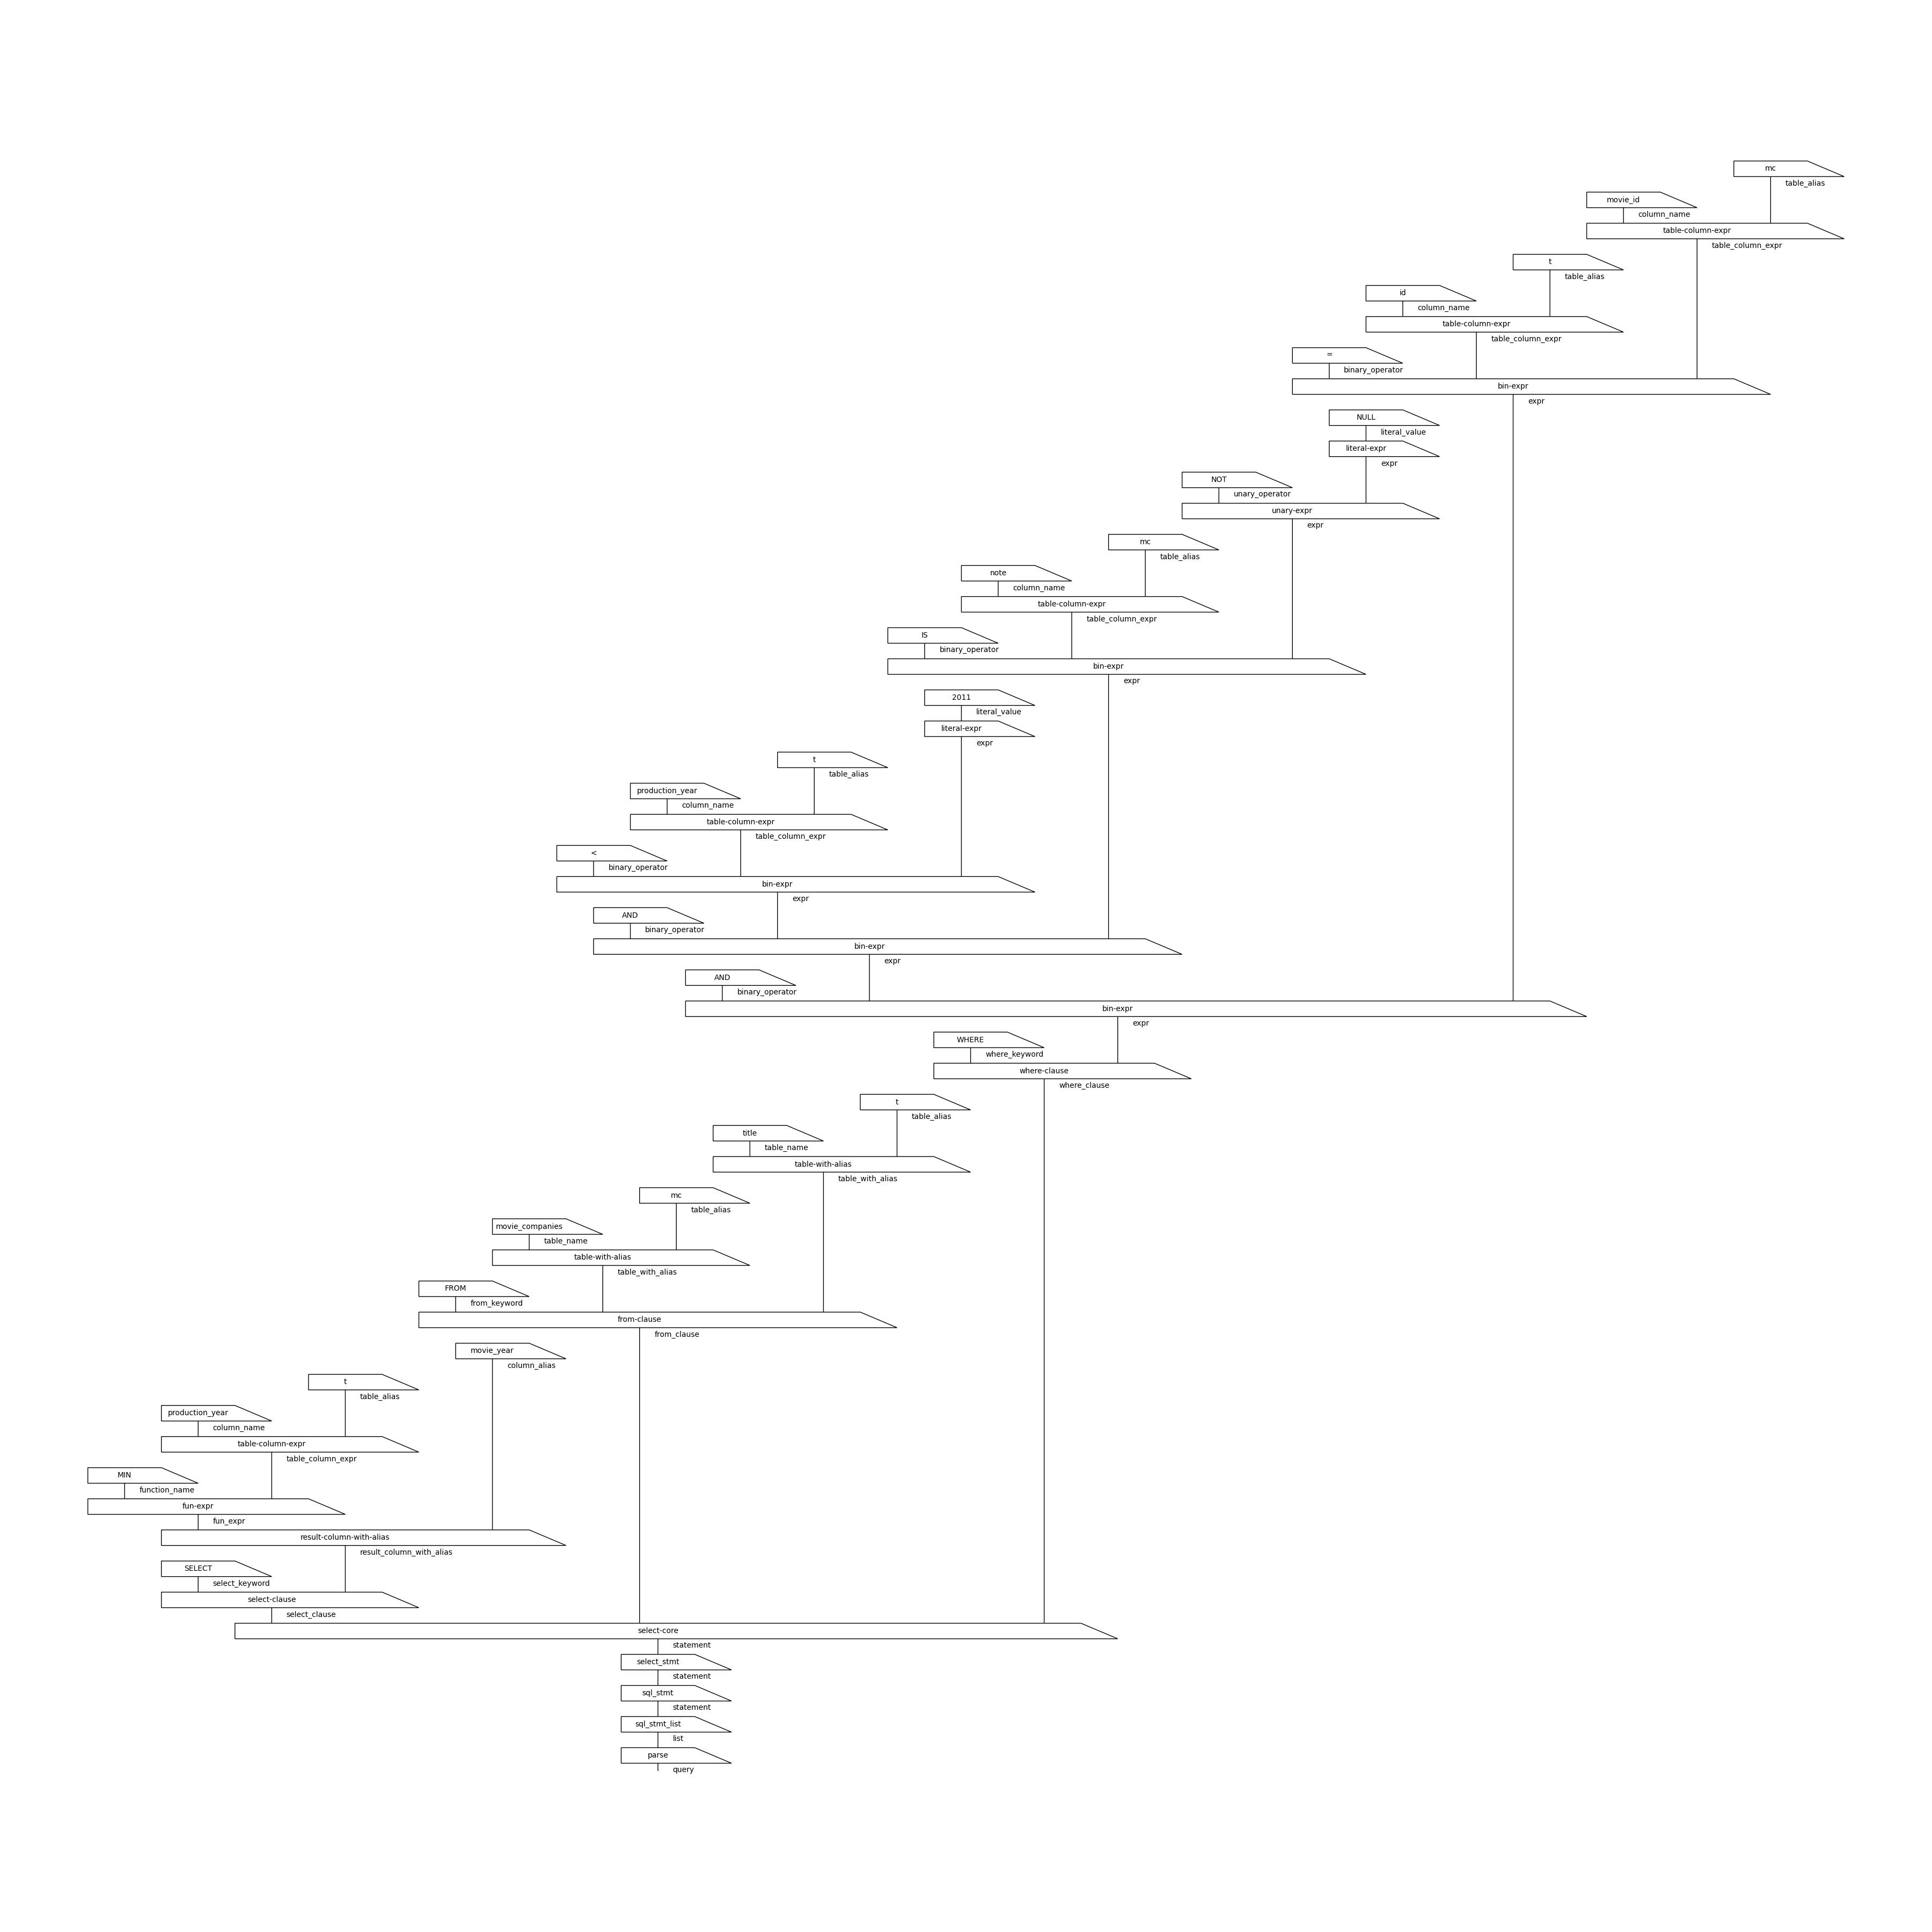 mc
table_alias
movie_id
column_name
table-column-expr
table_column_expr
t
table_alias
id
column_name
table-column-expr
table_column_expr
=
binary_operator
bin-expr
expr
NULL
literal_value
literal-expr
expr
NOT
unary_operator
unary-expr
expr
mc
table_alias
note
column_name
table-column-expr
table_column_expr
IS
binary_operator
bin-expr
expr
2011
literal_value
literal-expr
expr
t
table_alias
production_year
column_name
table-column-expr
table_column_expr
<
binary_operator
bin-expr
expr
AND
binary_operator
bin-expr
expr
AND
binary_operator
bin-expr
expr
WHERE
where_keyword
where-clause
where_clause
t
table_alias
title
table_name
table-with-alias
table_with_alias
mc
table_alias
movie_companies
table_name
table-with-alias
table_with_alias
FROM
from_keyword
from-clause
from_clause
movie_year
column_alias
t
table_alias
production_year
column_name
table-column-expr
table_column_expr
MIN
function_name
fun-expr
fun_expr
result-column-with-alias
result_column_with_alias
SELECT
select_keyword
select-clause
select_clause
select-core
statement
select_stmt
statement
sql_stmt
statement
sql_stmt_list
list
parse
query